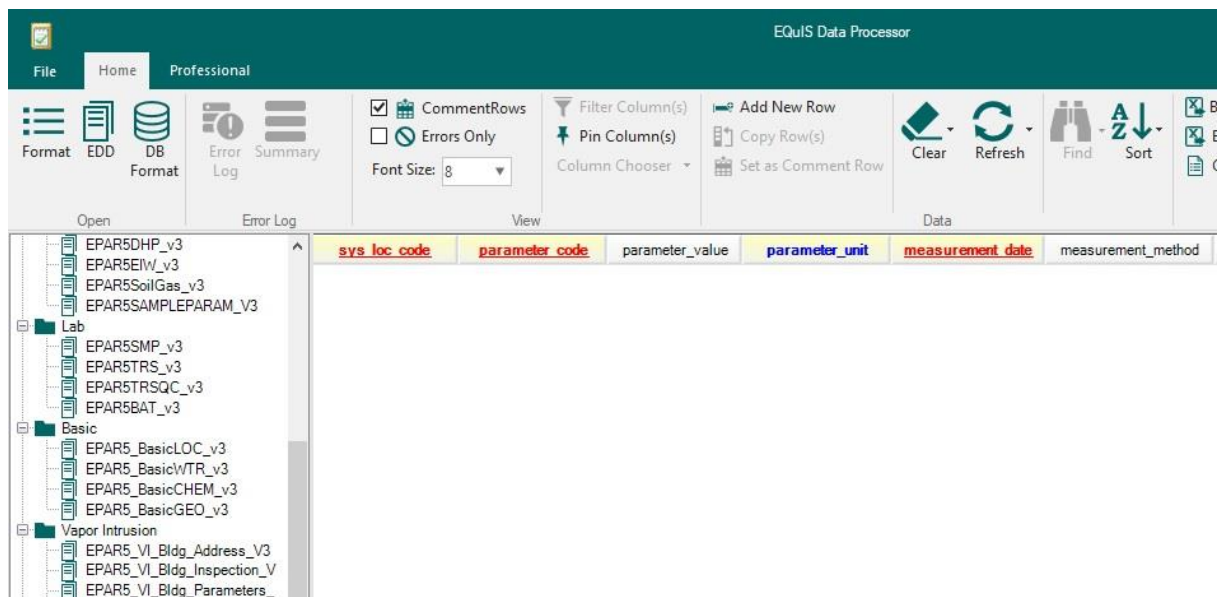 EQuIS Data Processor
File Home Professional
Format EDD DB Format
Error Log Summary
CommentRows
Errors Only
Font Size: 8
Filter Column(s)
Pin Column(s)
Column Chooser
Add New Row
Copy Row(s)
Set as Comment Row
Clear Refresh Find Sort
B
E
Open Error Log View Data
sys_loc_code parameter_code parameter_value parameter_unit measurement_date measurement_method
EPAR5DHP_v3
EPAR5EIW_v3
EPAR5SoilGas_v3
EPAR5SAMPLEPARAM_V3
Lab
EPAR5SMP_v3
EPAR5TRS_v3
EPAR5TRSQC_v3
EPAR5BAT_v3
Basic
EPAR5_BasicLOC_v3
EPAR5_BasicWTR_v3
EPAR5_BasicCHEM_v3
EPAR5_BasicGEO_v3
Vapor Intrusion
EPAR5_VI_Bldg_Address_V3
EPAR5_VI_Bldg_Inspection_V
EPAR5_VI_Bldg_Parameters_